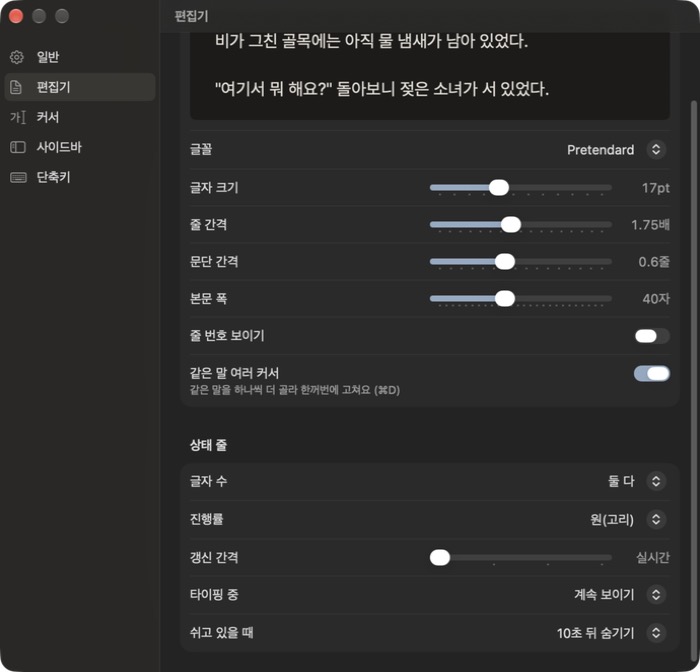 편집기
일반
편집기
가 커서
사이드바
단축키
비가 그친 골목에는 아직 물 냄새가 남아 있었다.
"여기서 뭐 해요?" 돌아보니 젖은 소녀가 서 있었다.
글꼴 Pretendard
글자 크기 17pt
줄 간격 1.75배
문단 간격 0.6줄
본문 폭 40자
줄 번호 보이기
같은 말 여러 커서
같은 말을 하나씩 더 골라 한꺼번에 고쳐요 (⌘D)
상태 줄
글자 수 둘 다
진행률 원(고리)
갱신 간격 실시간
타이핑 중 계속 보이기
쉬고 있을 때 10초 뒤 숨기기